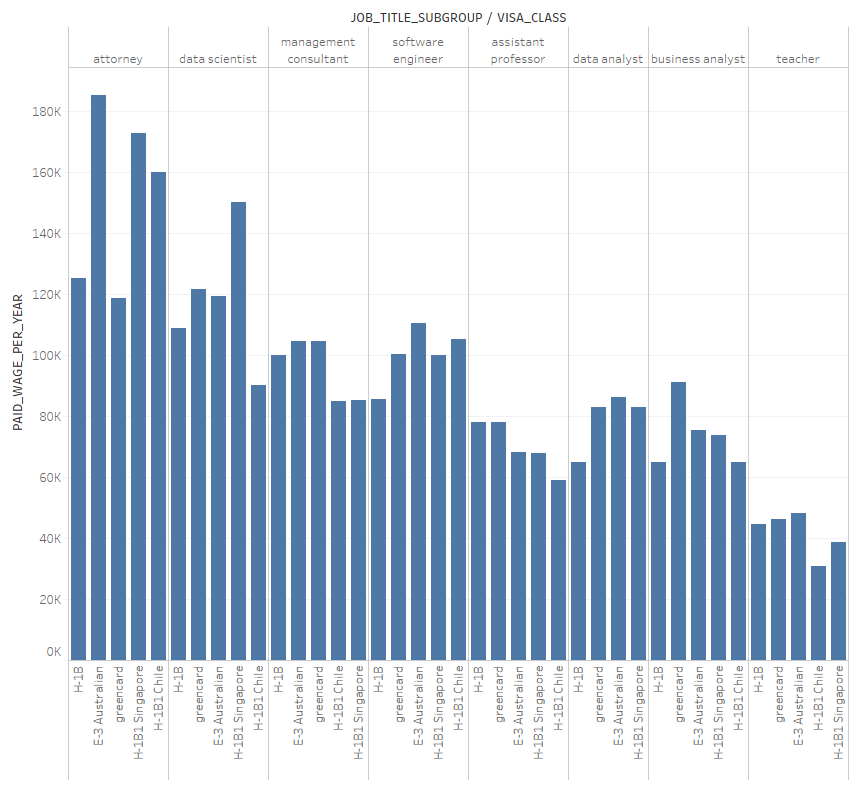 JOB_TITLE_SUBGROUP / VISA_CLASS
attorney
data scientist
management
consultant
software
engineer
assistant
professor
data analyst
business analyst
teacher
PAID_WAGE_PER_YEAR
180K
160K
140K
120K
100K
80K
60K
40K
20K
0K
H-1B
E-3 Australian
greencard
H-1B1 Singapore
H-1B1 Chile
H-1B
greencard
E-3 Australian
H-1B1 Singapore
H-1B1 Chile
H-1B
E-3 Australian
greencard
H-1B1 Chile
H-1B1 Singapore
H-1B
greencard
E-3 Australian
H-1B1 Singapore
H-1B1 Chile
H-1B
greencard
E-3 Australian
H-1B1 Singapore
H-1B1 Chile
H-1B
greencard
E-3 Australian
H-1B1 Singapore
H-1B
greencard
E-3 Australian
H-1B1 Singapore
H-1B1 Chile
H-1B
greencard
E-3 Australian
H-1B1 Chile
H-1B1 Singapore